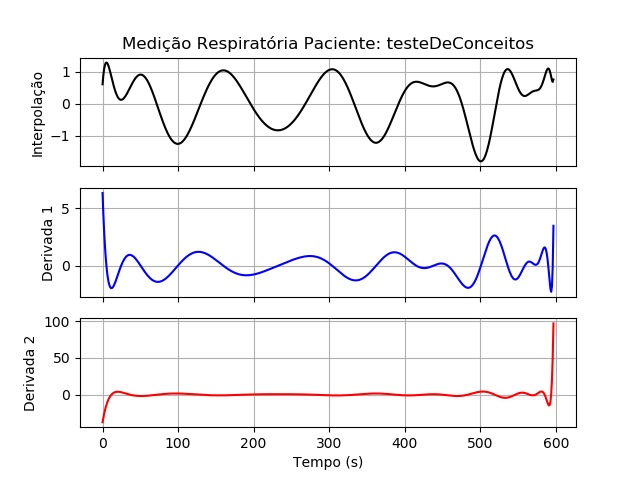 Medição Respiratória Paciente: testeDeConceitos
Interpolação
1
0
−1
Derivada 1
5
0
Derivada 2
100
50
0
0 100 200 300 400 500 600
Tempo (s)